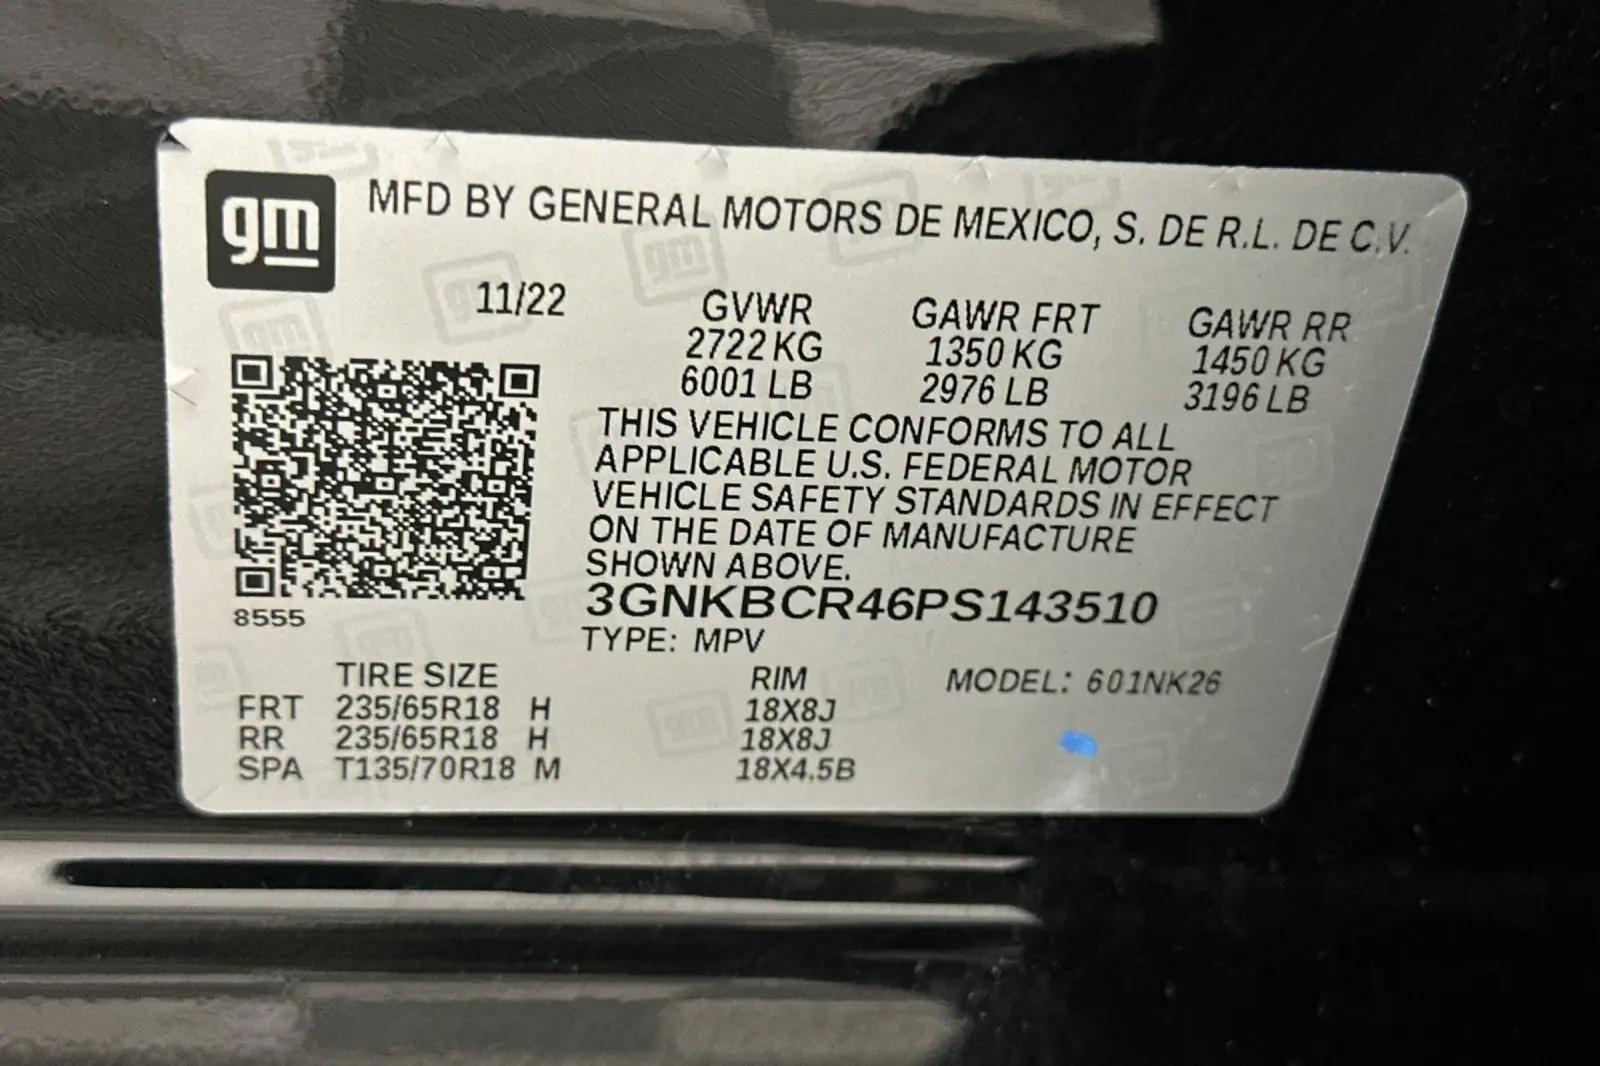 gm
MFD BY GENERAL MOTORS DE MEXICO, S. DE R.L. DE C.V.
11/22 GVWR GAWR FRT GAWR RR
2722 KG 1350 KG 1450 KG
6001 LB 2976 LB 3196 LB
THIS VEHICLE CONFORMS TO ALL
APPLICABLE U.S. FEDERAL MOTOR
VEHICLE SAFETY STANDARDS IN EFFECT
ON THE DATE OF MANUFACTURE
SHOWN ABOVE.
8555
3GNKBCR46PS143510
TYPE: MPV
TIRE SIZE RIM MODEL: 601NK26
FRT 235/65R18 H 18X8J
RR 235/65R18 H 18X8J
SPA T135/70R18 M 18X4.5B